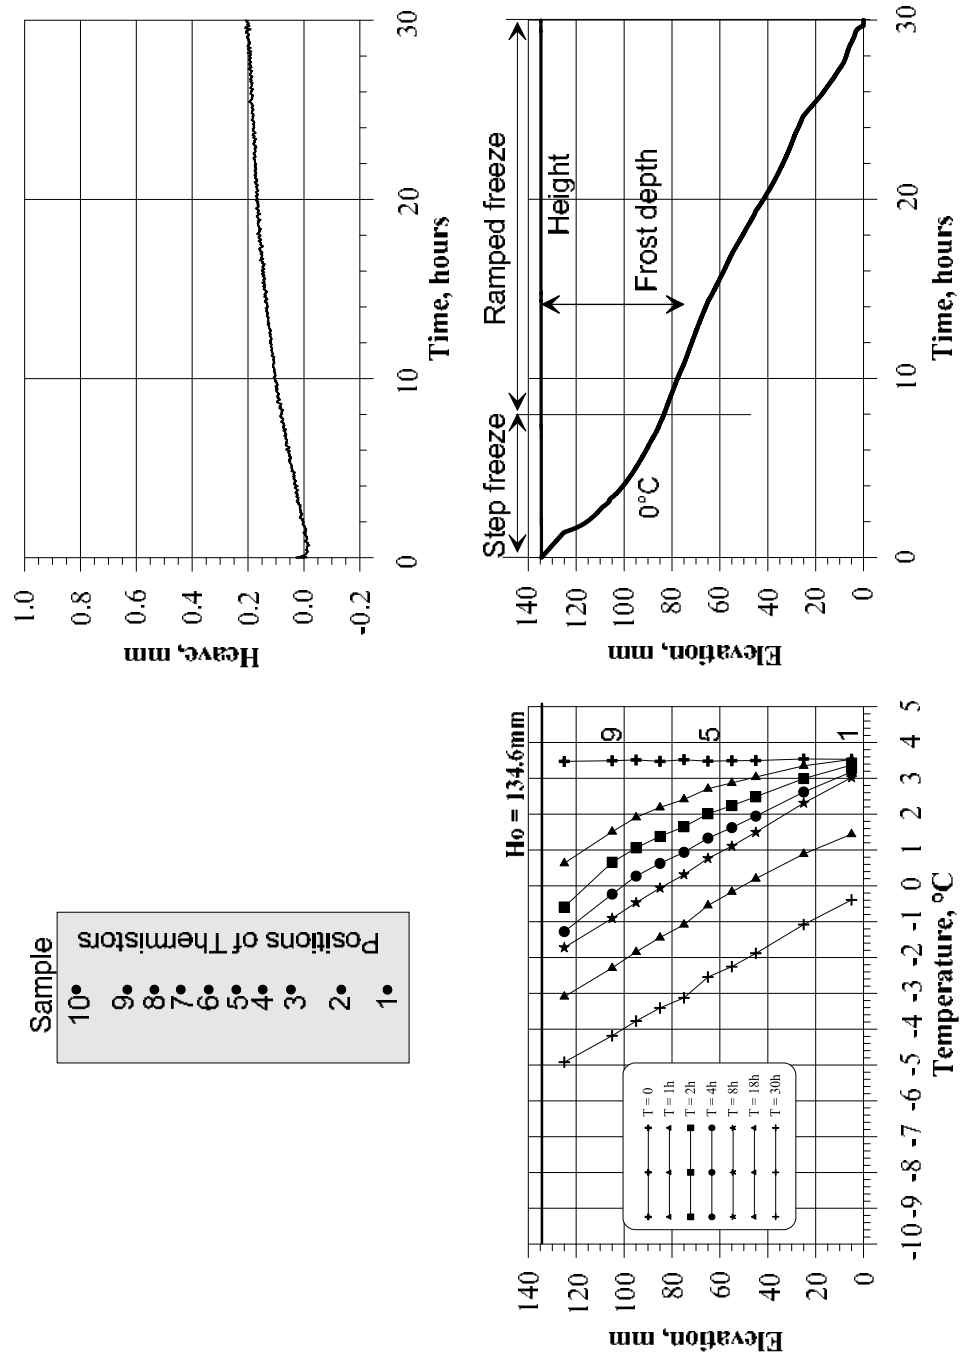 Sample
Positions of Thermistors
10
9
8
7
6
5
4
3
2
1
Heave, mm
1.0
0.8
0.6
0.4
0.2
0.0
-0.2
0
10
20
30
Time, hours
Elevation, mm
140
120
100
80
60
40
20
0
Ho = 134.6mm
9
5
1
T = 0
T = 1h
T = 2h
T = 4h
T = 8h
T = 18h
T = 30h
-10 -9 -8 -7 -6 -5 -4 -3 -2 -1 0 1 2 3 4 5
Temperature, °C
Elevation, mm
140
120
100
80
60
40
20
0
Step freeze
Ramped freeze
Height
Frost depth
0°C
0
10
20
30
Time, hours